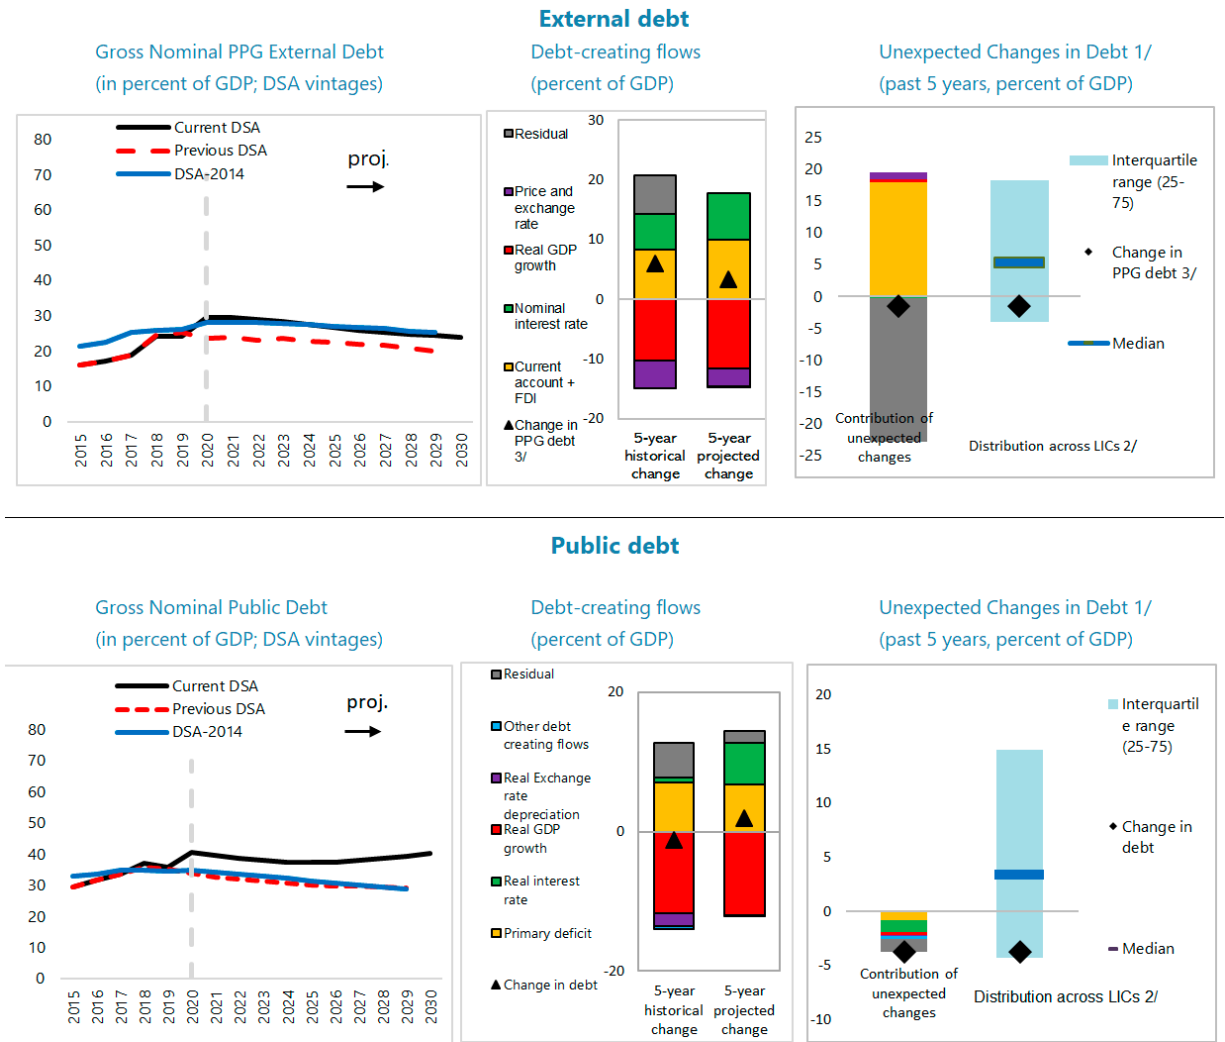 External debt
Gross Nominal PPG External Debt
(in percent of GDP; DSA vintages)
Debt-creating flows
(percent of GDP)
Unexpected Changes in Debt 1/
(past 5 years, percent of GDP)
Current DSA
Previous DSA
DSA-2014
proj.
80
70
60
50
40
30
20
10
0
2015
2016
2017
2018
2019
2020
2021
2022
2023
2024
2025
2026
2027
2028
2029
2030
Residual
Price and
exchange
rate
Real GDP
growth
Nominal
interest rate
Current
account +
FDI
Change in
PPG debt
3/
30
20
10
0
-10
-20
5-year
historical
change
5-year
projected
change
25
20
15
10
5
0
-5
-10
-15
-20
-25
Contribution of
unexpected
changes
Distribution across LICs 2/
Interquartile
range (25-
75)
Change in
PPG debt 3/
Median
Public debt
Gross Nominal Public Debt
(in percent of GDP; DSA vintages)
Debt-creating flows
(percent of GDP)
Unexpected Changes in Debt 1/
(past 5 years, percent of GDP)
Current DSA
Previous DSA
DSA-2014
proj.
80
70
60
50
40
30
20
10
0
2015
2016
2017
2018
2019
2020
2021
2022
2023
2024
2025
2026
2027
2028
2029
2030
Residual
Other debt
creating flows
Real Exchange
rate
depreciation
Real GDP
growth
Real interest
rate
Primary deficit
Change in debt
20
0
-20
5-year
historical
change
5-year
projected
change
20
15
10
5
0
-5
-10
Contribution of
unexpected
changes
Distribution across LICs 2/
Interquartil
e range
(25-75)
Change in
debt
Median